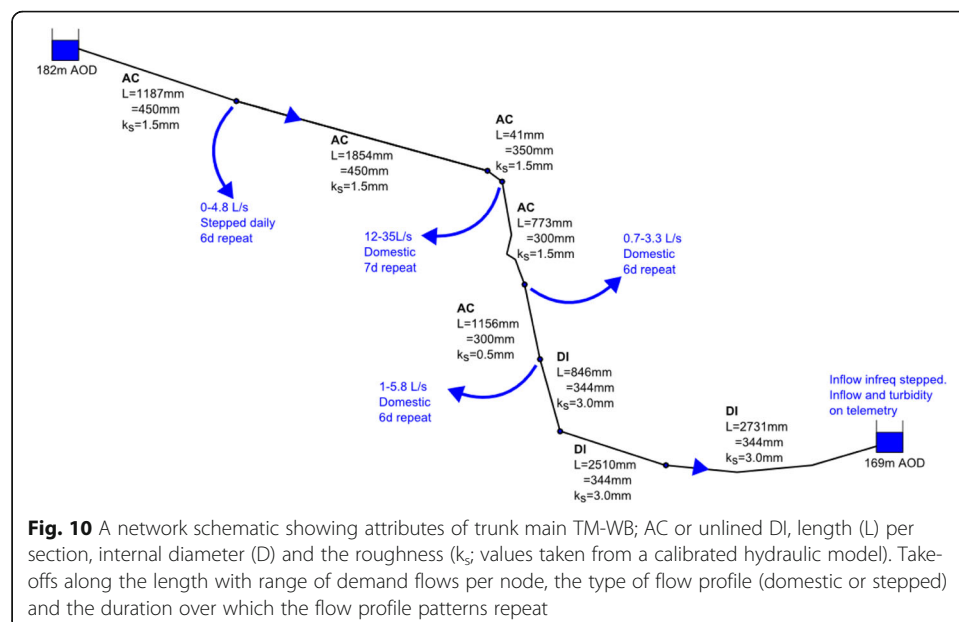 182m AOD
AC
L=1187mm
=450mm
kS=1.5mm
AC
L=1854mm
=450mm
kS=1.5mm
0-4.8 L/s
Stepped daily
6d repeat
AC
L=41mm
=350mm
kS=1.5mm
12-35L/s
Domestic
7d repeat
AC
L=773mm
=300mm
kS=1.5mm
0.7-3.3 L/s
Domestic
6d repeat
AC
L=1156mm
=300mm
kS=0.5mm
1-5.8 L/s
Domestic
6d repeat
DI
L=846mm
=344mm
kS=3.0mm
DI
L=2510mm
=344mm
kS=3.0mm
DI
L=2731mm
=344mm
kS=3.0mm
Inflow infreq stepped.
Inflow and turbidity
on telemetry
169m AOD
Fig. 10 A network schematic showing attributes of trunk main TM-WB; AC or unlined DI, length (L) per
section, internal diameter (D) and the roughness (ks; values taken from a calibrated hydraulic model). Take-
offs along the length with range of demand flows per node, the type of flow profile (domestic or stepped)
and the duration over which the flow profile patterns repeat